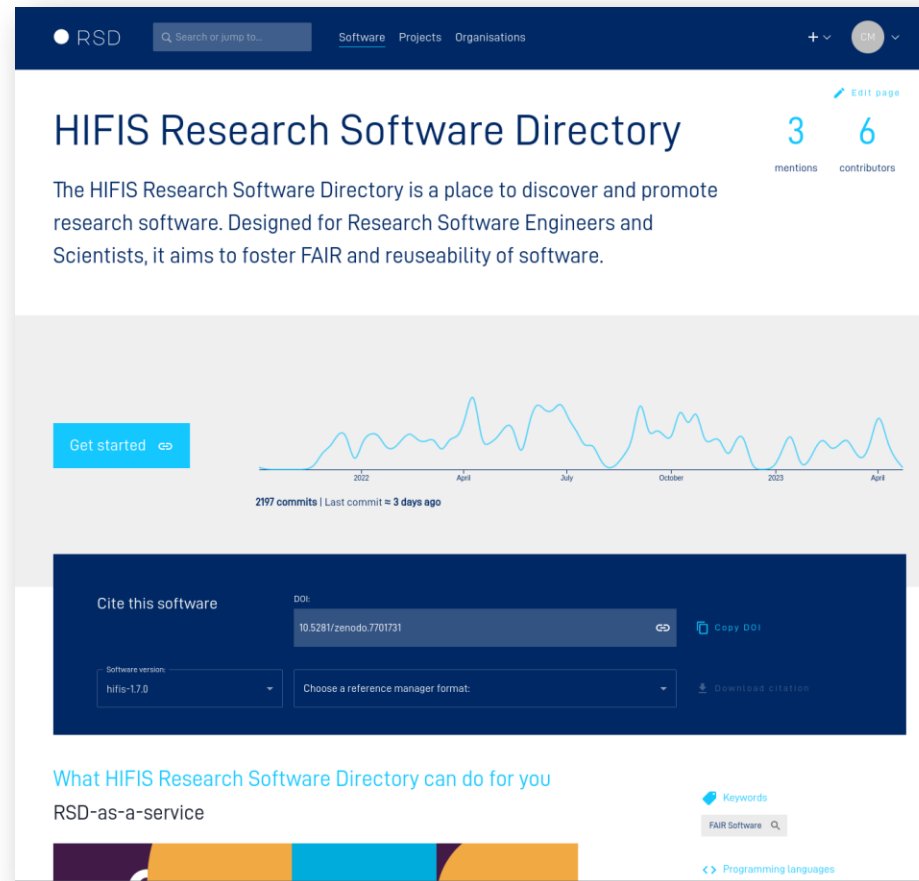 RSD
Search or jump to...
Software Projects Organisations
+
CM
Edit page
HIFIS Research Software Directory
3
mentions
6
contributors
The HIFIS Research Software Directory is a place to discover and promote
research software. Designed for Research Software Engineers and
Scientists, it aims to foster FAIR and reuseability of software.
Get started
2022 April July October 2023 April
2197 commits | Last commit ≈ 3 days ago
Cite this software
DOI:
10.5281/zenodo.7701731
Copy DOI
Software version:
hifis-1.7.0
Choose a reference manager format:
Download citation
What HIFIS Research Software Directory can do for you
RSD-as-a-service
Keywords
FAIR Software
Programming languages